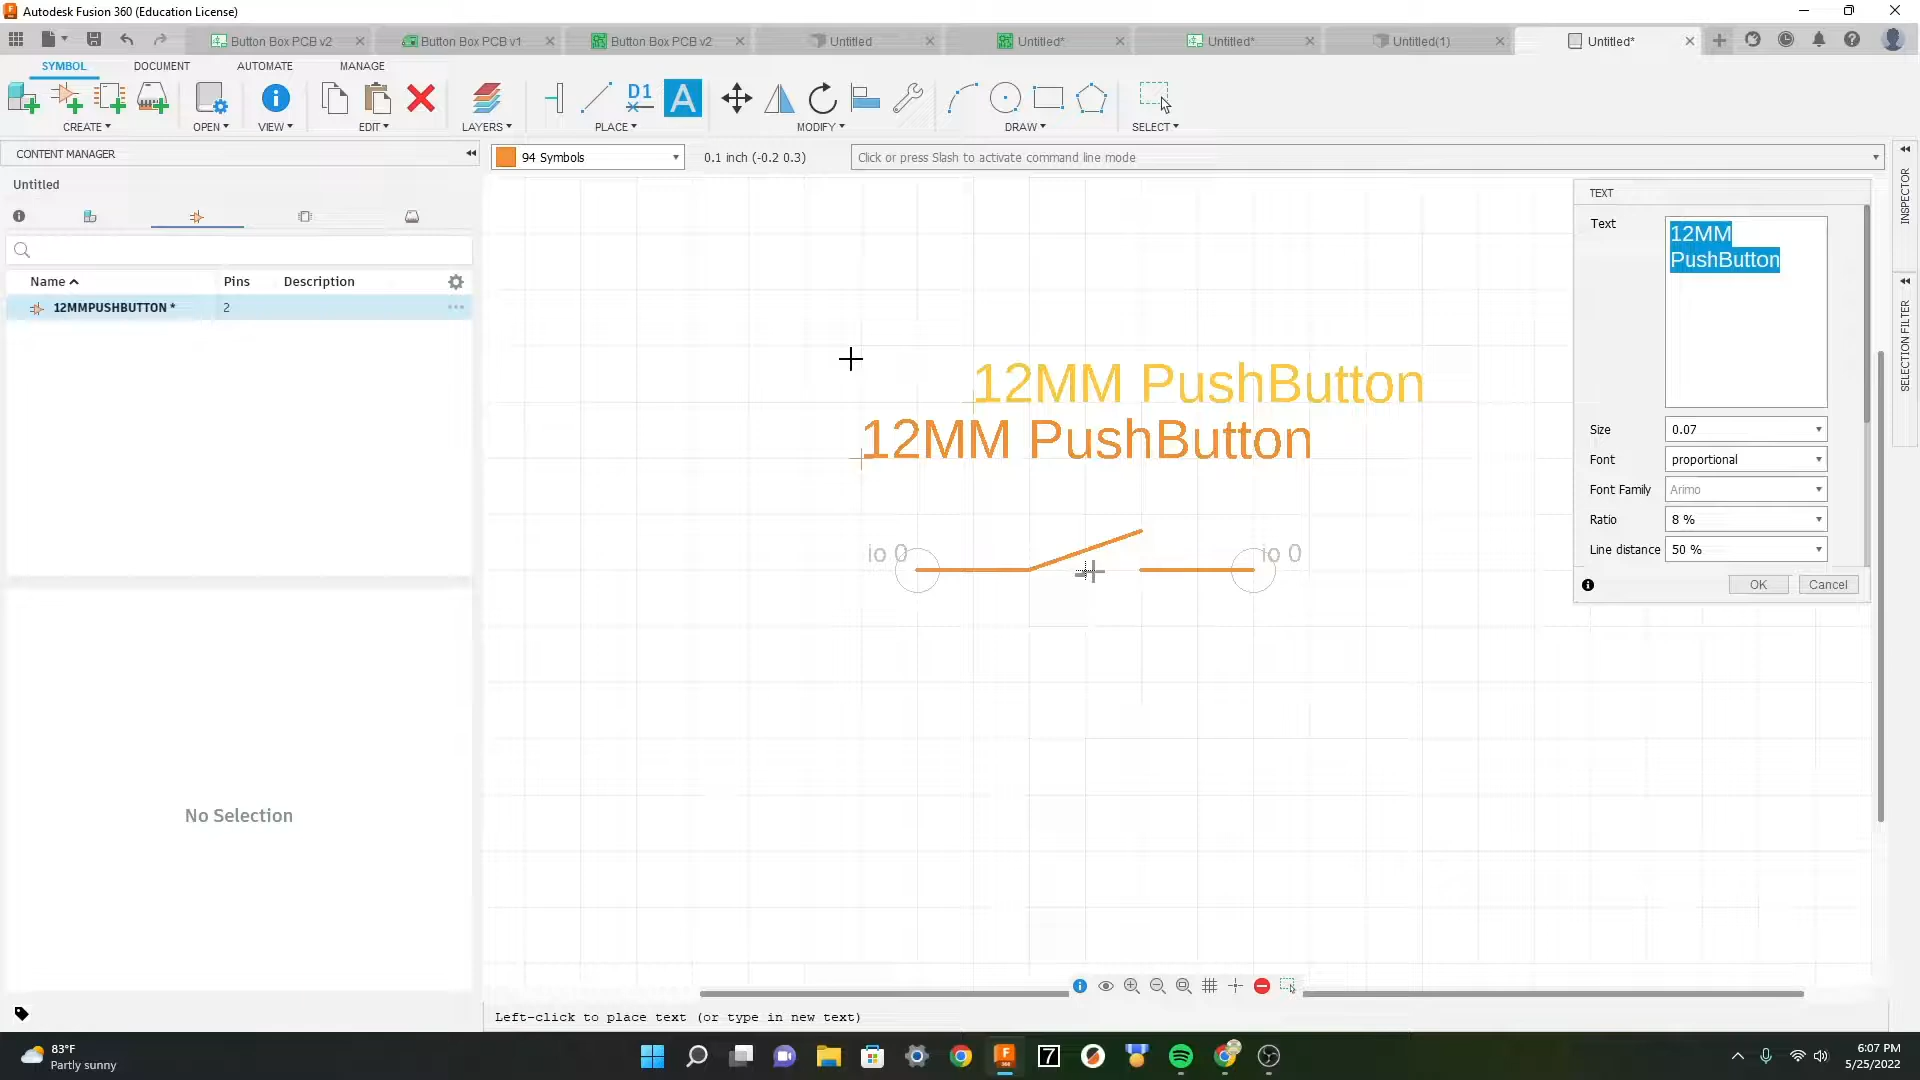 Autodesk Fusion 360 (Education License)
Button Box PCB v2
Button Box PCB v1
Button Box PCB v2
Untitled
Untitled*
Untitled*
Untitled(1)
Untitled*
SYMBOL
DOCUMENT
AUTOMATE
MANAGE
D1
A
CREATE
OPEN
VIEW
EDIT
LAYERS
PLACE
MODIFY
DRAW
SELECT
CONTENT MANAGER
94 Symbols
0.1 inch (-0.2 0.3)
Click or press Slash to activate command line mode
Untitled
Name
Pins
Description
12MMPUSHBUTTON *
2
No Selection
12MM PushButton
12MM PushButton
io 0
io 0
TEXT
Text
12MM
PushButton
Size
0.07
Font
proportional
Font Family
Arimo
Ratio
8 %
Line distance
50 %
OK
Cancel
INSPECTOR
SELECTION FILTER
Left-click to place text (or type in new text)
83°F
Partly sunny
6:07 PM
5/25/2022